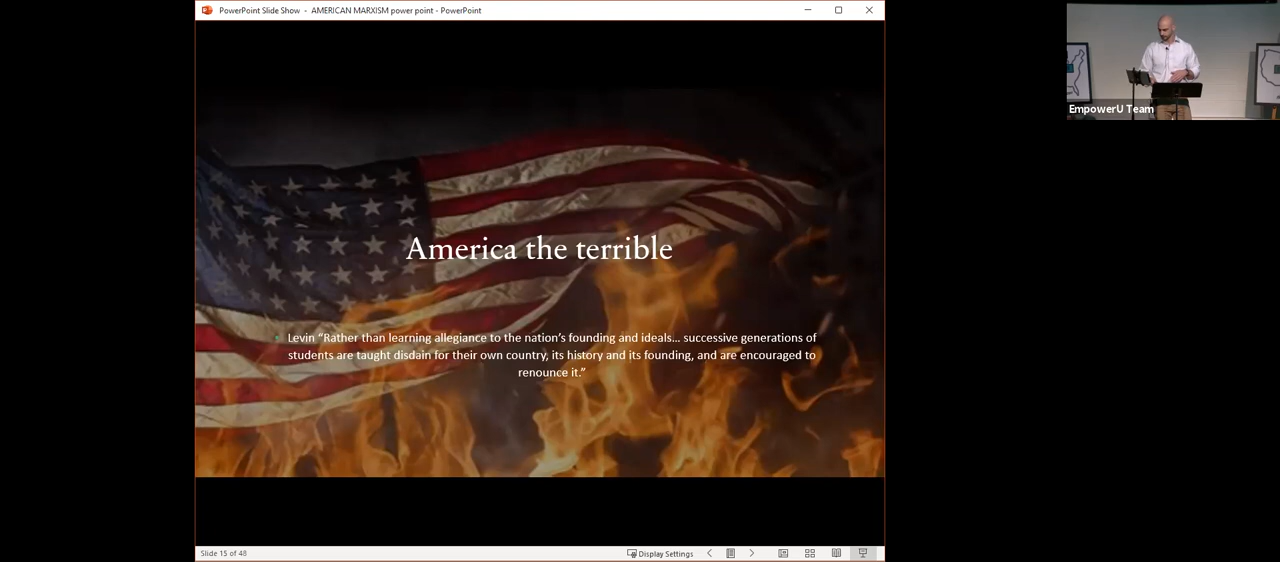 PowerPoint Slide Show - AMERICAN MARXISM power point - PowerPoint
EmpowerU Team
America the terrible
Levin “Rather than learning allegiance to the nation’s founding and ideals… successive generations of
students are taught disdain for their own country, its history and its founding, and are encouraged to
renounce it.”
Slide 15 of 48
Display Settings